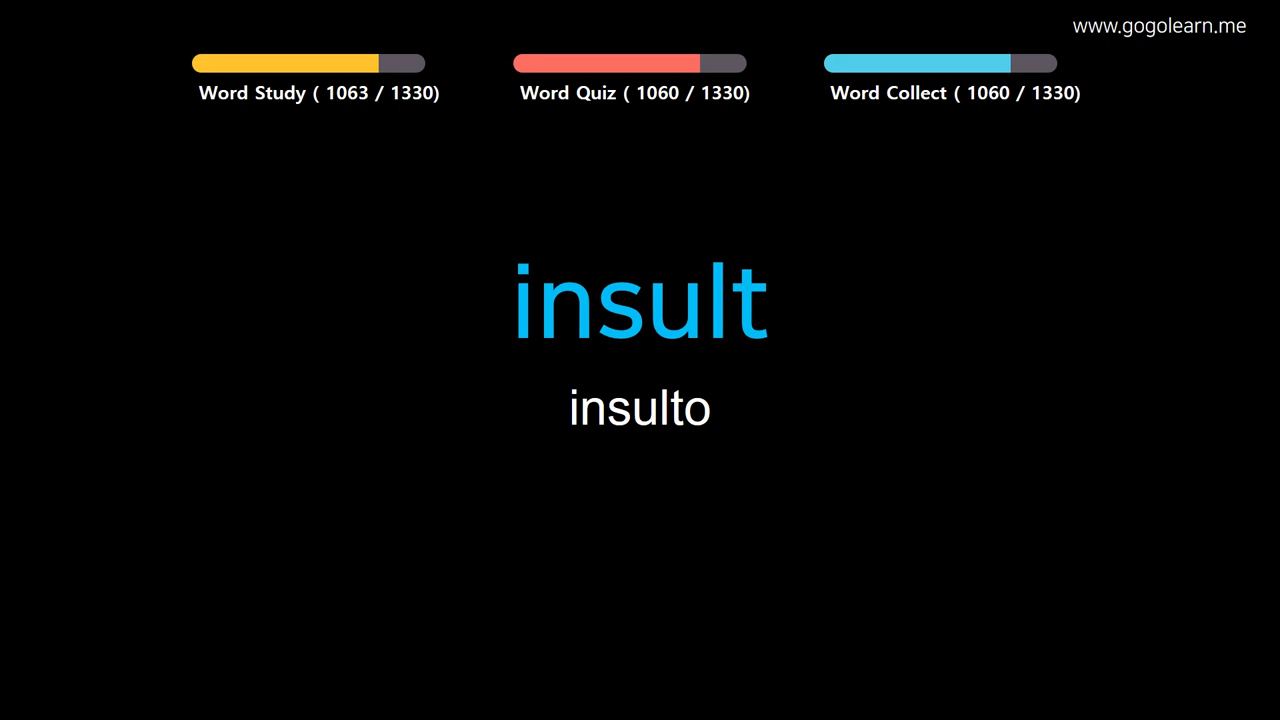 www.gogolearn.me
Word Study ( 1063 / 1330)
Word Quiz ( 1060 / 1330)
Word Collect ( 1060 / 1330)
insult
insulto